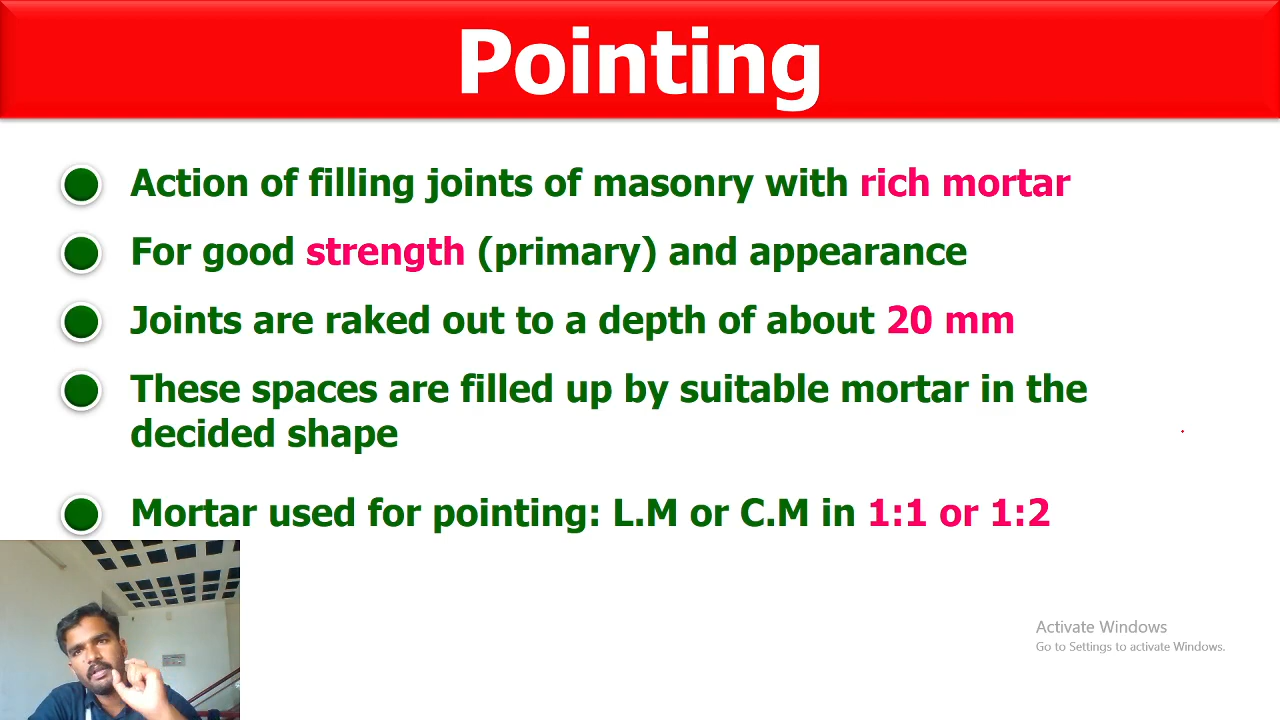 Pointing
Action of filling joints of masonry with rich mortar
For good strength (primary) and appearance
Joints are raked out to a depth of about 20 mm
These spaces are filled up by suitable mortar in the
decided shape
Mortar used for pointing: L.M or C.M in 1:1 or 1:2
Activate Windows
Go to Settings to activate Windows.